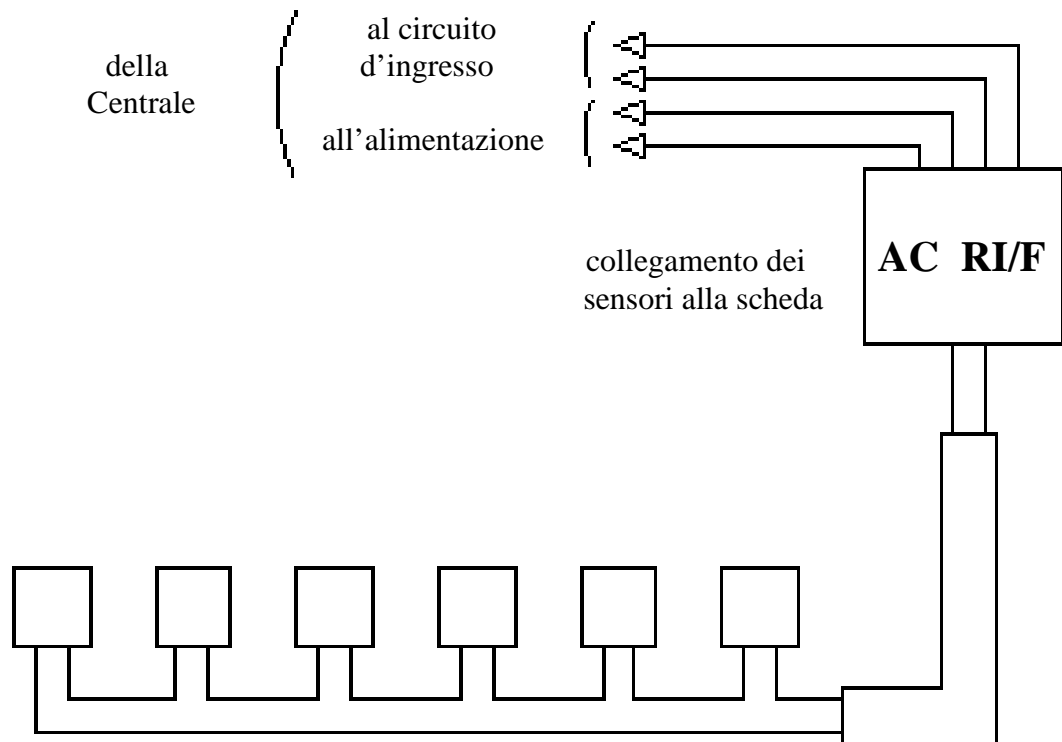 della
Centrale
al circuito
d’ingresso
all’alimentazione
collegamento dei
sensori alla scheda
AC RI/F